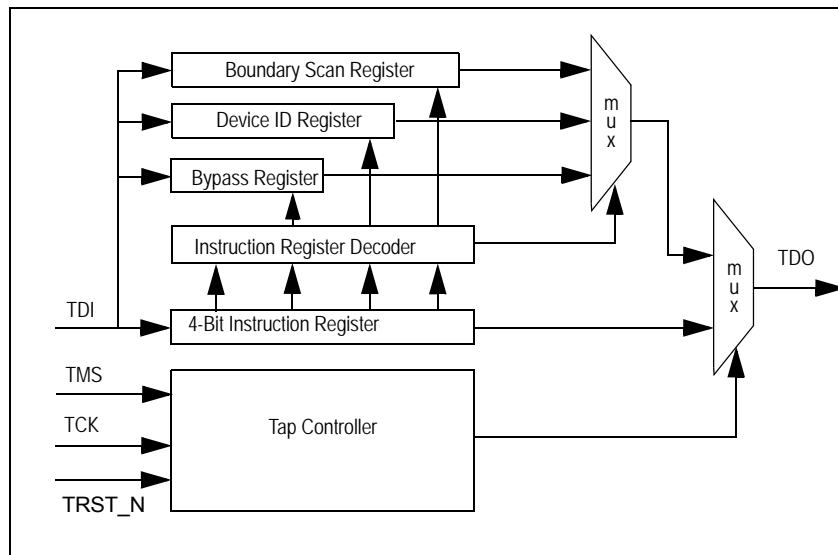 Boundary Scan Register
Device ID Register
Bypass Register
Instruction Register Decoder
4-Bit Instruction Register
Tap Controller
TDI
TMS
TCK
TRST_N
m
u
x
m
u
x
TDO